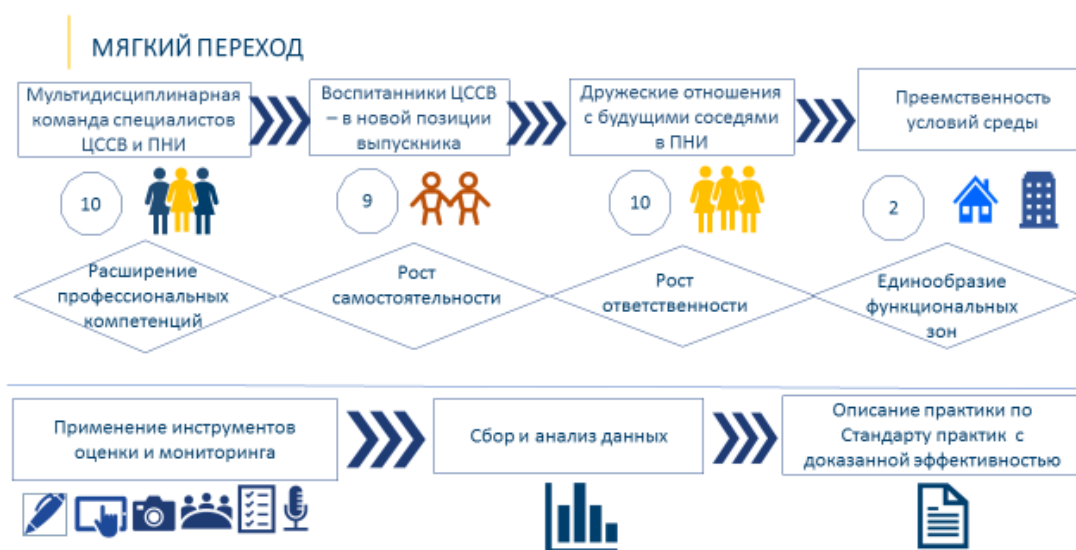 МЯГКИЙ ПЕРЕХОД
Мультидисциплинарная
команда специалистов
ЦССВ и ПНИ
Воспитанники ЦССВ
– в новой позиции
выпускника
Дружеские отношения
с будущими соседями
в ПНИ
Преемственность
условий среды
10
9
10
2
Расширение
профессиональных
компетенций
Рост
самостоятельности
Рост
ответственности
Единообразие
функциональных
зон
Применение инструментов
оценки и мониторинга
Сбор и анализ данных
Описание практики по
Стандарту практик с
доказанной эффективностью